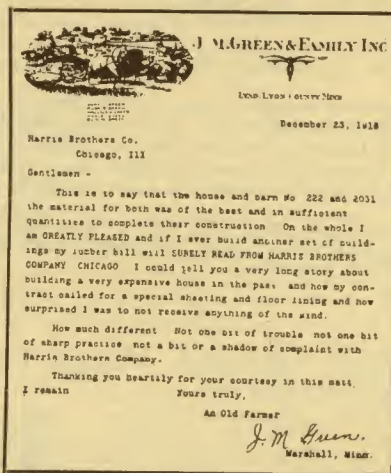 J. M. GREEN & FAMILY INC
LYND, LYON COUNTY MINN
December 23, 1918
Harris Brothers Co.
Chicago, Ill
Gentlemen -
This is to say that the house and barn No 222 and 2031
the material for both was of the best and in sufficient
quantities to complete their construction On the whole I
am GREATLY PLEASED and if I ever build another set of build-
ings my lumber bill will SURELY READ FROM HARRIS BROTHERS
COMPANY CHICAGO I could tell you a very long story about
building a very expensive house in the past and how my con-
tract called for a special sheeting and floor lining and how
surprised I was to not receive anything of the kind.
How much different Not one bit of trouble not one bit
of sharp practice not a bit or a shadow of complaint with
Harris Brothers Company.
Thanking you heartily for your courtesy in this matt.
I remain Yours truly,
An Old Farmer
J. M Green.
Marshall, Minn.